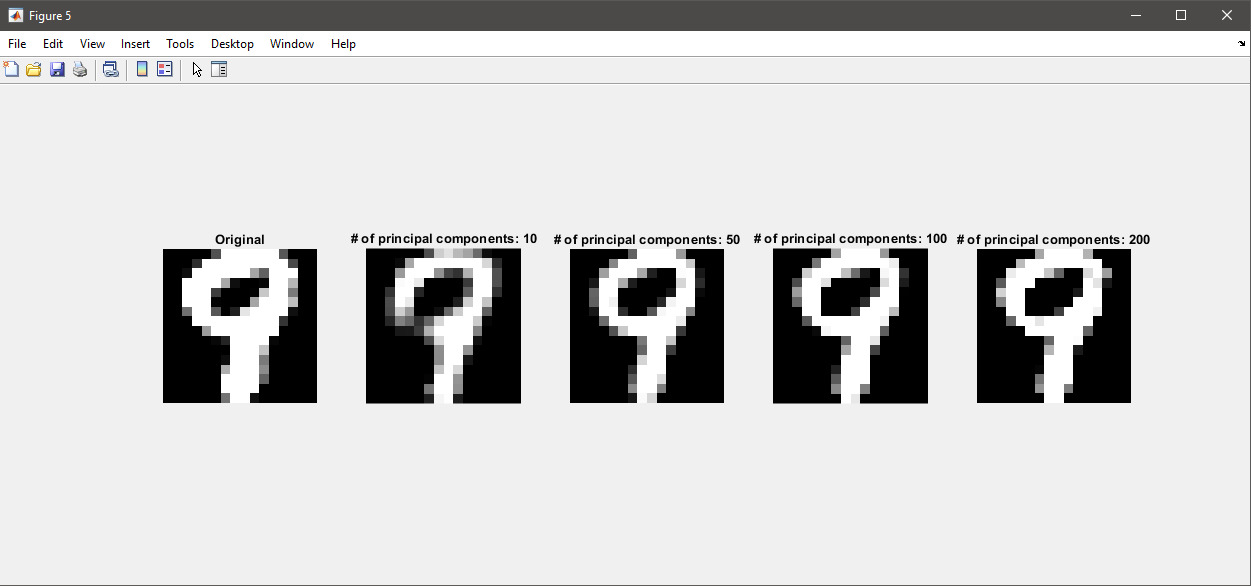 Figure 5
File Edit View Insert Tools Desktop Window Help
Original # of principal components: 10 # of principal components: 50 # of principal components: 100 # of principal components: 200